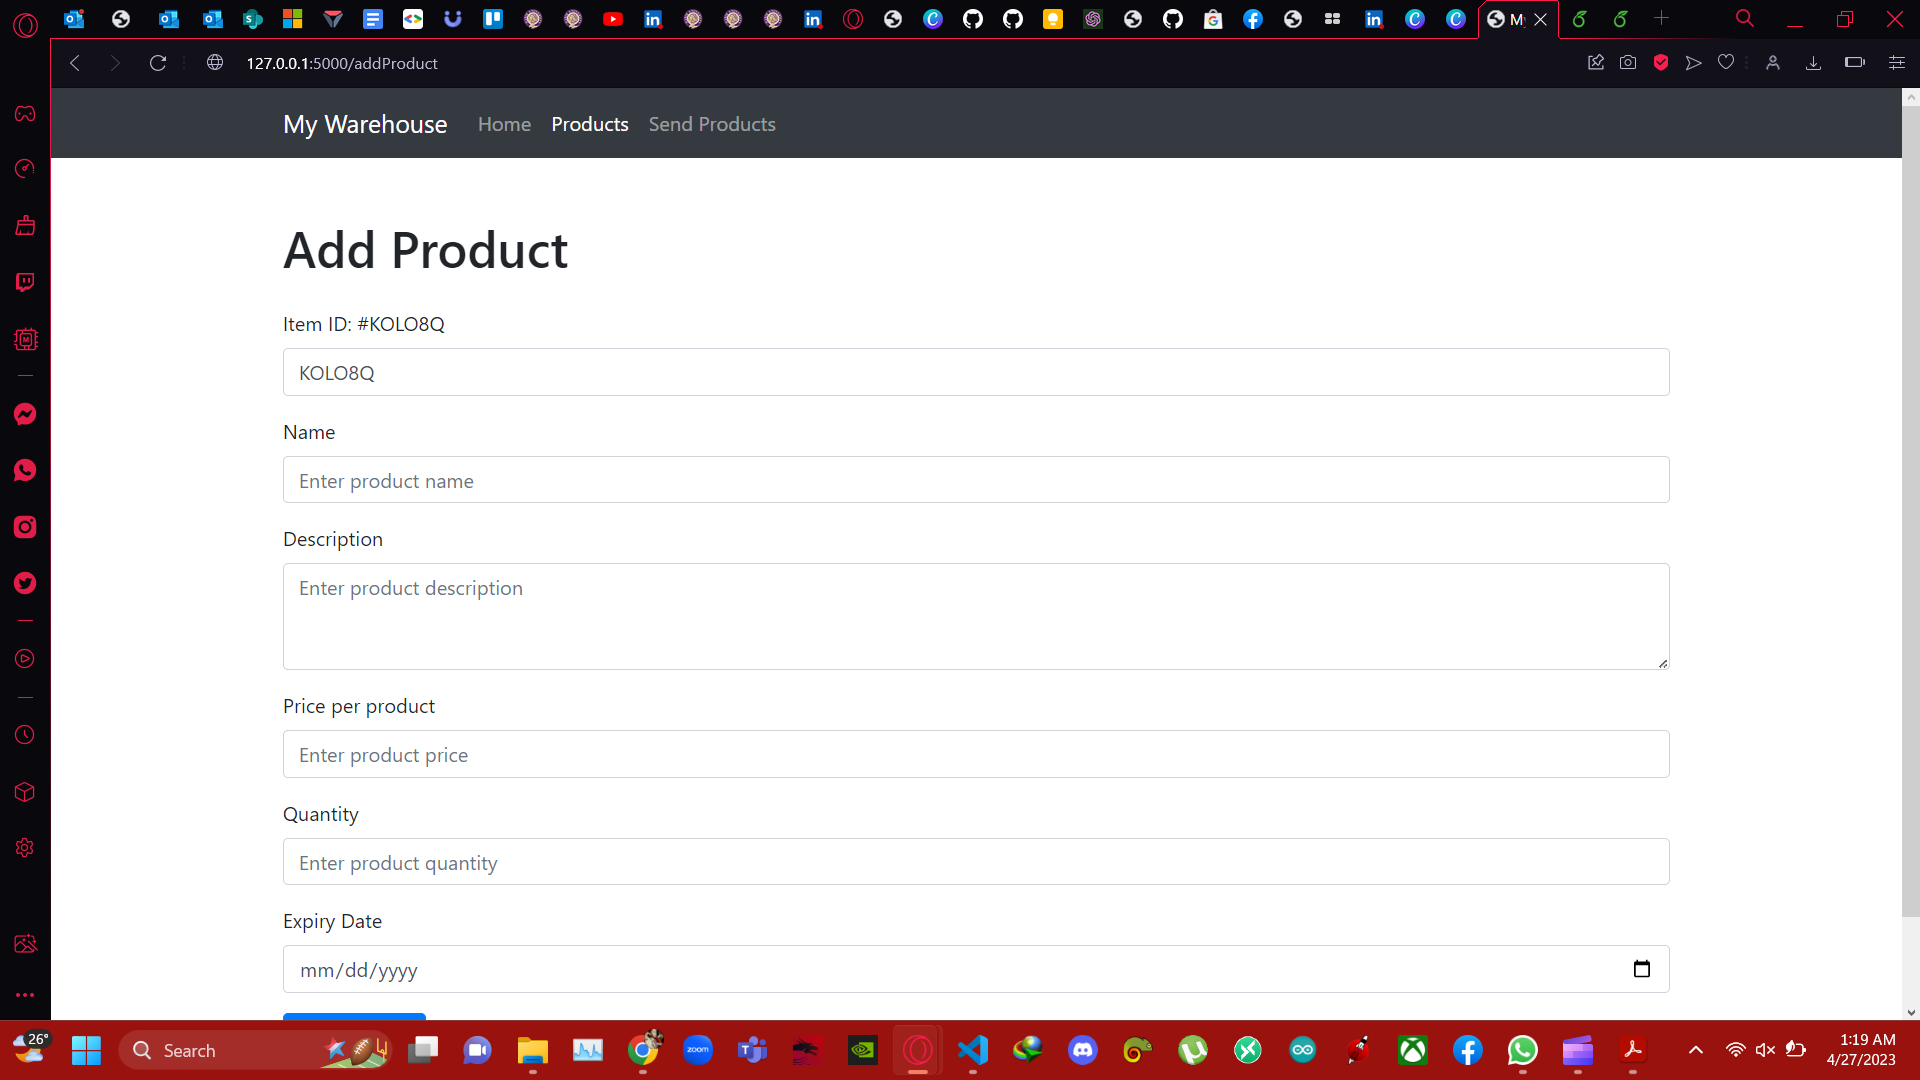 M
127.0.0.1:5000/addProduct
My Warehouse
Home
Products
Send Products
Add Product
Item ID: #KOLO8Q
KOLO8Q
Name
Enter product name
Description
Enter product description
Price per product
Enter product price
Quantity
Enter product quantity
Expiry Date
mm/dd/yyyy
26°
Search
zoom
1:19 AM
4/27/2023